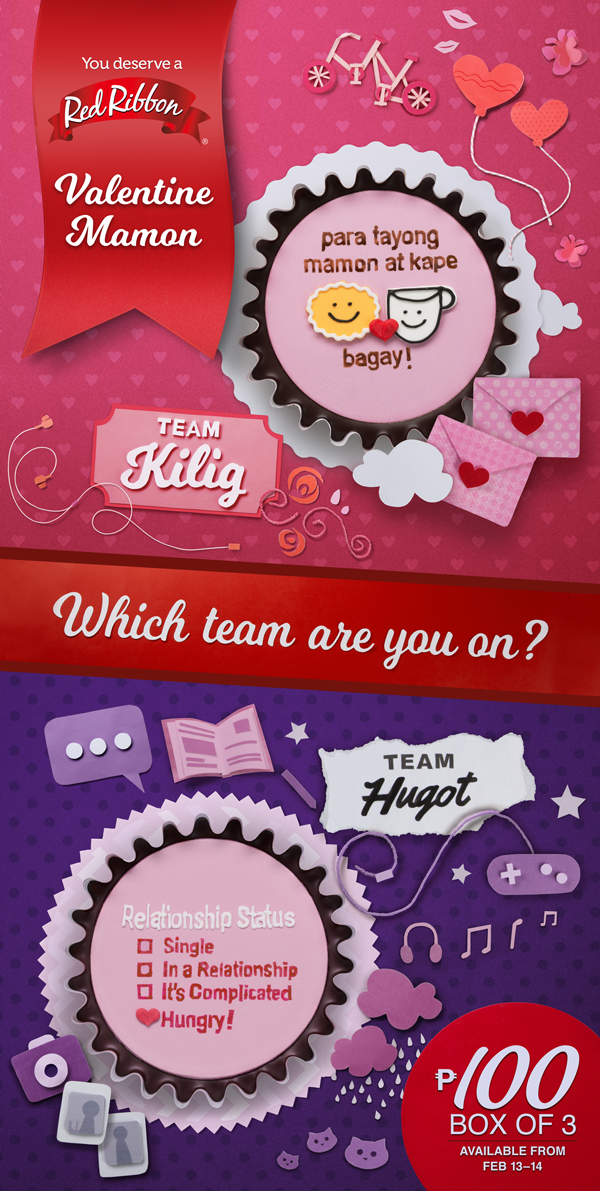 You deserve a
Red Ribbon
®
Valentine
Mamon
para tayong
mamon at kape
bagay!
TEAM
Kilig
Which team are you on?
TEAM
Hugot
Relationship Status
Single
In a Relationship
It's Complicated
Hungry!
₱100
BOX OF 3
AVAILABLE FROM
FEB 13–14